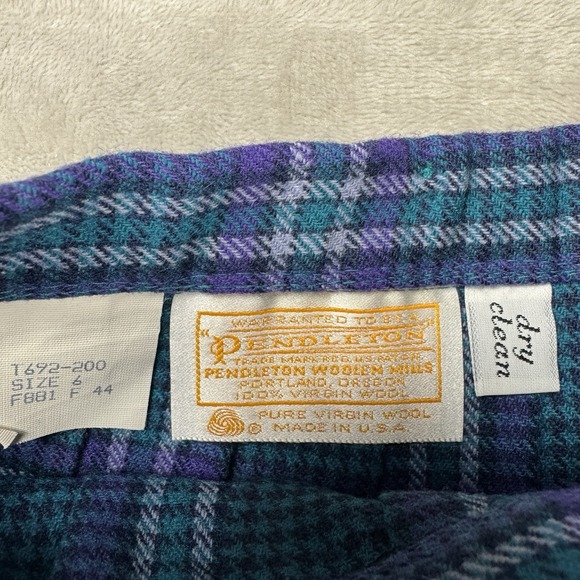 T692-200
SIZE 6
F881 F 44
WARRANTED TO BE A
"PENDLETON"
TRADE MARK REG. U.S. PAT. OFF.
PENDLETON WOOLEN MILLS
PORTLAND, OREGON
100% VIRGIN WOOL
PURE VIRGIN WOOL
© MADE IN U.S.A.
dry
clean